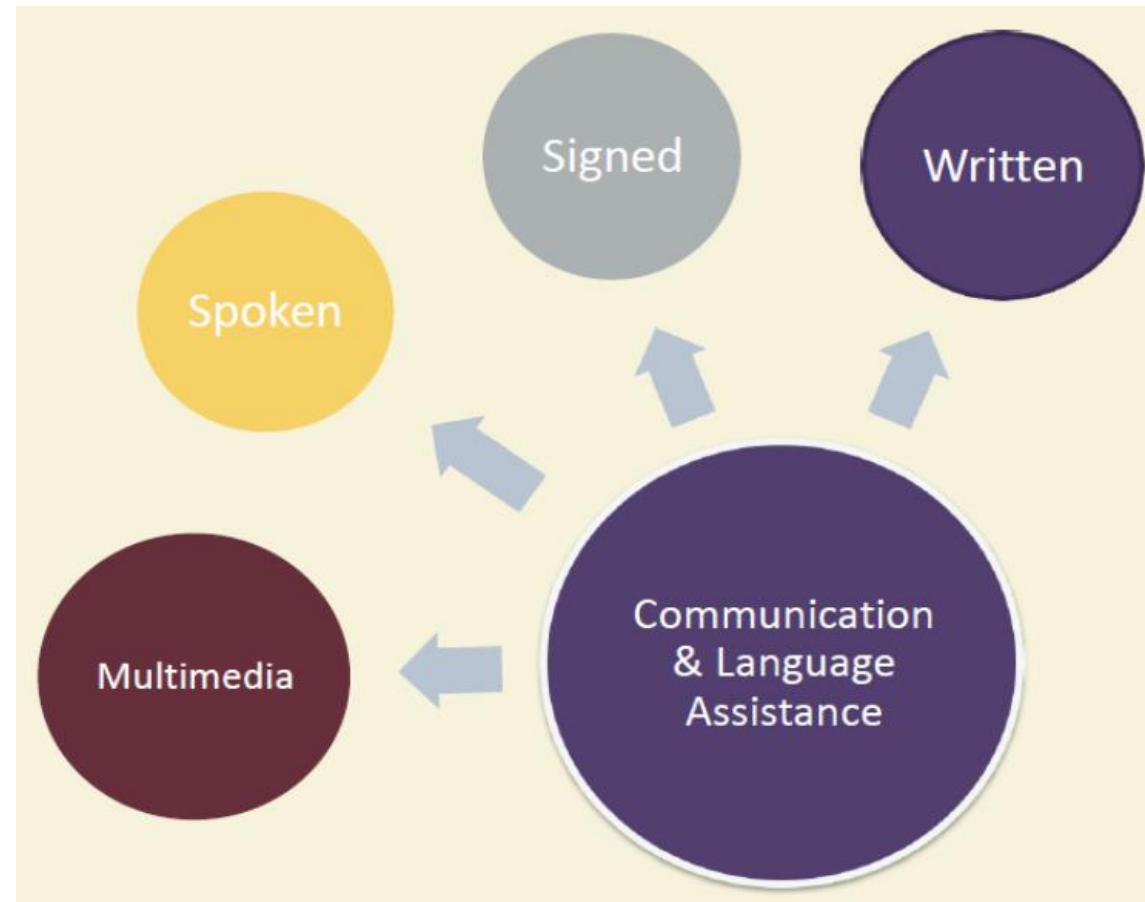 Signed
Written
Spoken
Multimedia
Communication
& Language
Assistance